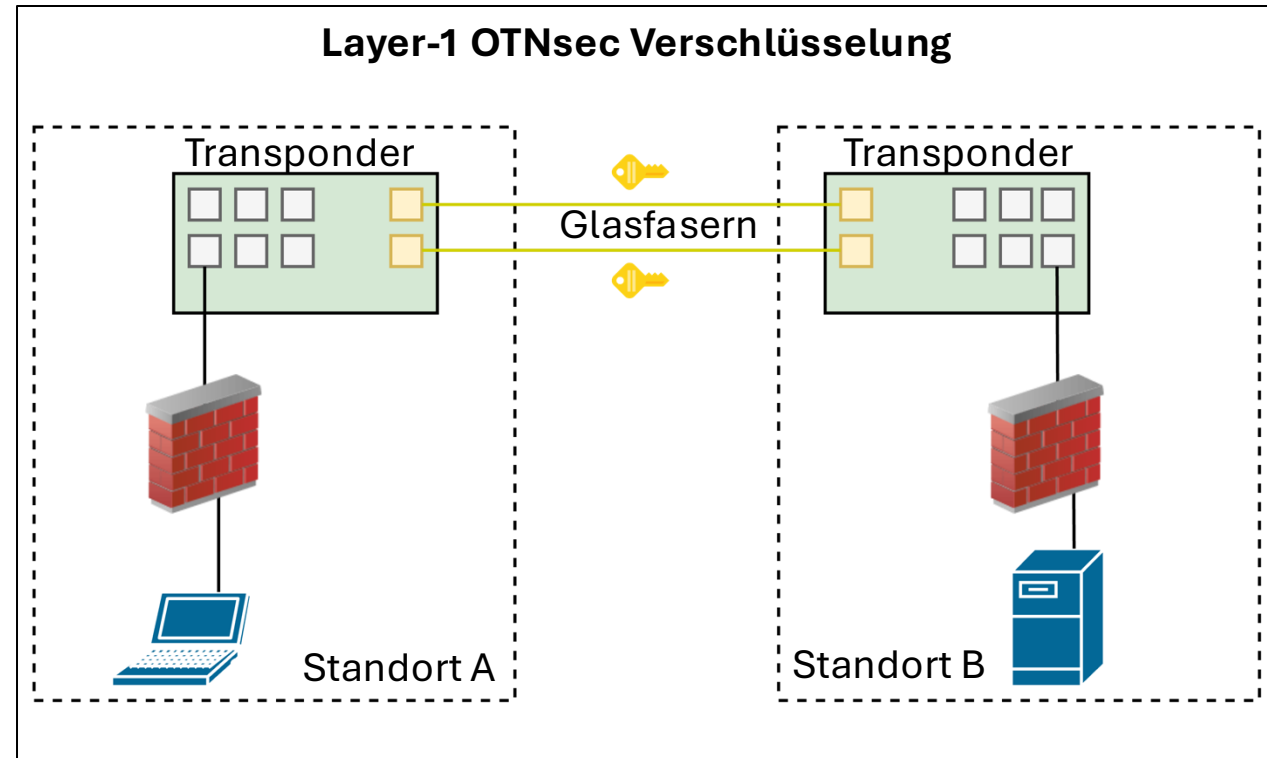 Layer-1 OTNsec Verschlüsselung
Transponder
Transponder
Glasfasern
Standort A
Standort B